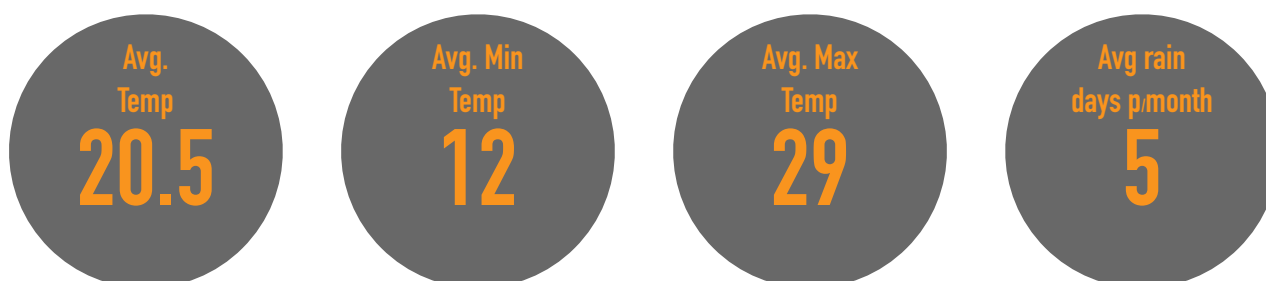 Avg.
Temp
20.5
Avg. Min
Temp
12
Avg. Max
Temp
29
Avg rain
days p/month
5